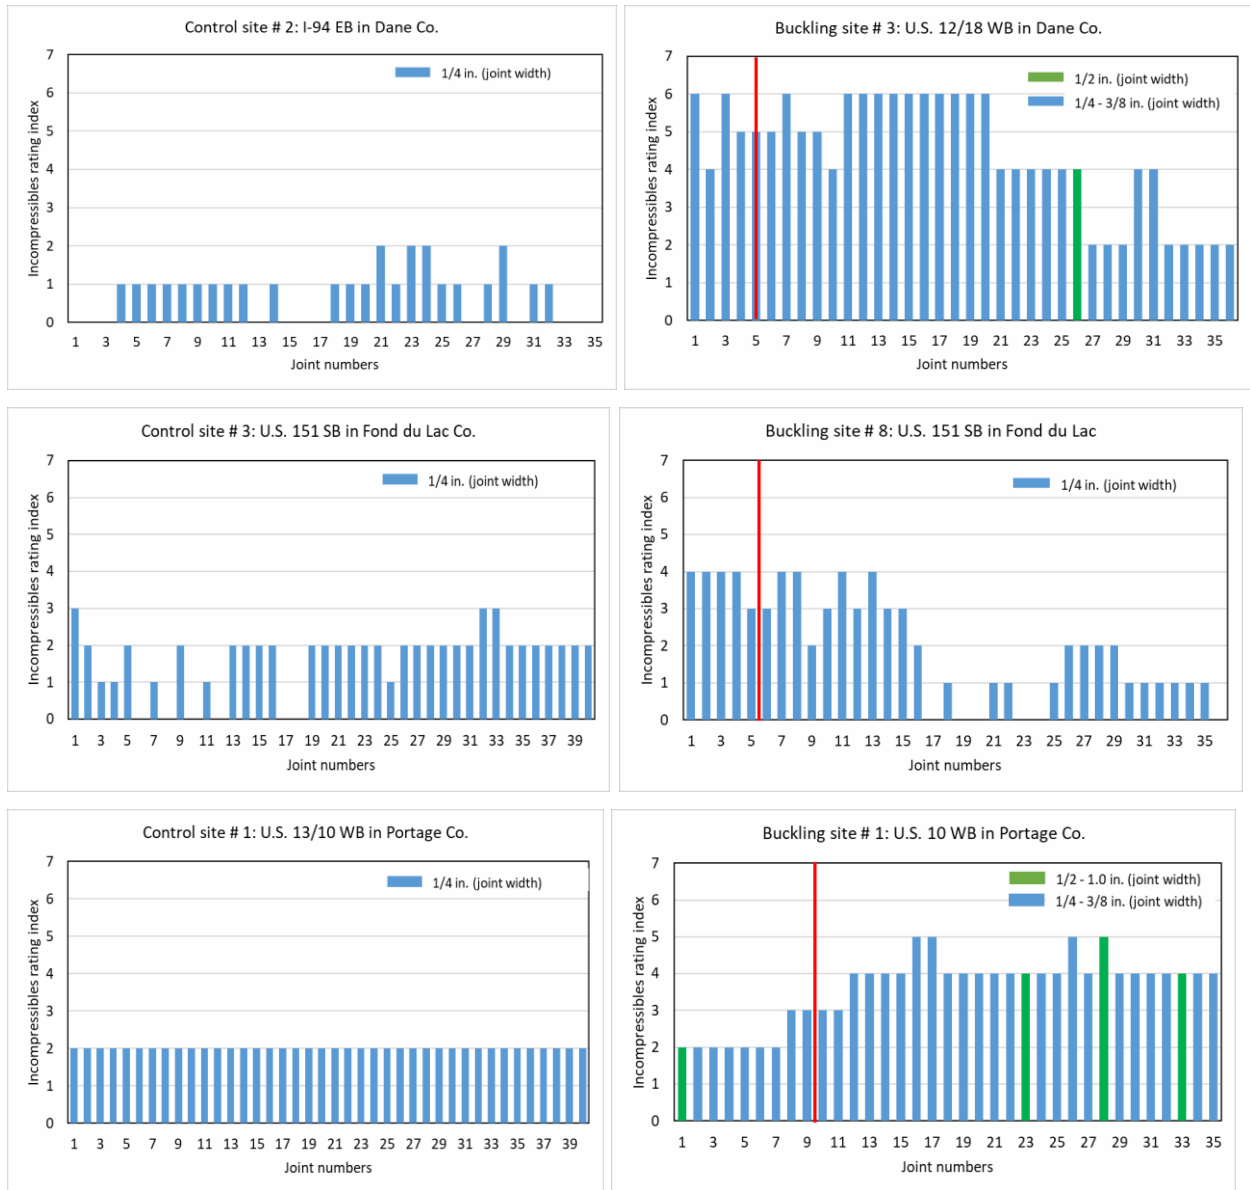 Control site # 2: I-94 EB in Dane Co.
1/4 in. (joint width)
Incompressibles rating index
7
6
5
4
3
2
1
0
1 3 5 7 9 11 13 15 17 19 21 23 25 27 29 31 33 35
Joint numbers
Buckling site # 3: U.S. 12/18 WB in Dane Co.
1/2 in. (joint width)
1/4 - 3/8 in. (joint width)
Incompressibles rating index
7
6
5
4
3
2
1
0
1 3 5 7 9 11 13 15 17 19 21 23 25 27 29 31 33 35
Joint numbers
Control site # 3: U.S. 151 SB in Fond du Lac Co.
1/4 in. (joint width)
Incompressibles rating index
7
6
5
4
3
2
1
0
1 3 5 7 9 11 13 15 17 19 21 23 25 27 29 31 33 35 37 39
Joint numbers
Buckling site # 8: U.S. 151 SB in Fond du Lac
1/4 in. (joint width)
Incompressibles rating index
7
6
5
4
3
2
1
0
1 3 5 7 9 11 13 15 17 19 21 23 25 27 29 31 33 35
Joint numbers
Control site # 1: U.S. 13/10 WB in Portage Co.
1/4 in. (joint width)
Incompressibles rating index
7
6
5
4
3
2
1
0
1 3 5 7 9 11 13 15 17 19 21 23 25 27 29 31 33 35 37 39
Joint numbers
Buckling site # 1: U.S. 10 WB in Portage Co.
1/2 - 1.0 in. (joint width)
1/4 - 3/8 in. (joint width)
Incompressibles rating index
7
6
5
4
3
2
1
0
1 3 5 7 9 11 13 15 17 19 21 23 25 27 29 31 33 35
Joint numbers